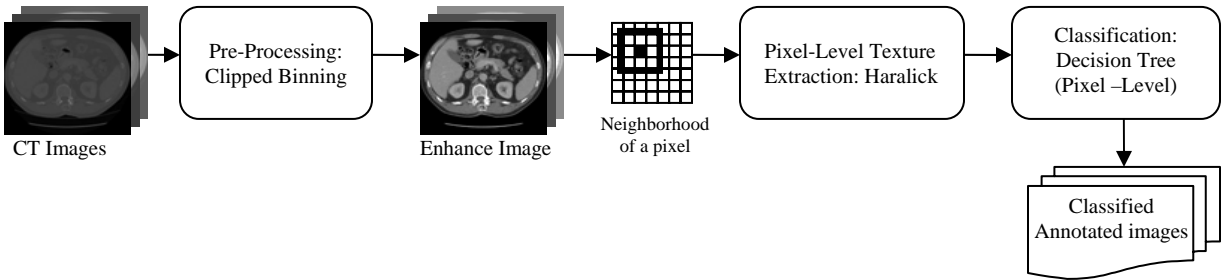 CT Images
Pre-Processing:
Clipped Binning
Enhance Image
Neighborhood
of a pixel
Pixel-Level Texture
Extraction: Haralick
Classification:
Decision Tree
(Pixel –Level)
Classified
Annotated images